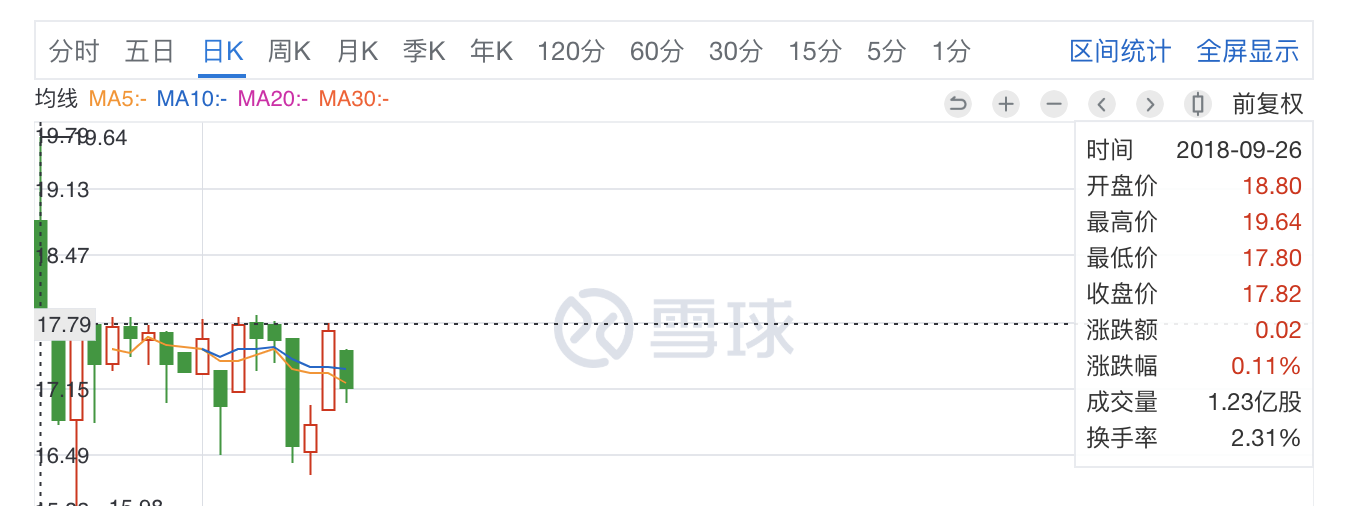 分时 五日 日K 周K 月K 季K 年K 120分 60分 30分 15分 5分 1分 区间统计 全屏显示
均线 MA5:- MA10:- MA20:- MA30:- 前复权
19.79 19.64
19.13
18.47
17.79
17.15
16.49
15.98
雪球
时间 2018-09-26
开盘价 18.80
最高价 19.64
最低价 17.80
收盘价 17.82
涨跌额 0.02
涨跌幅 0.11%
成交量 1.23亿股
换手率 2.31%